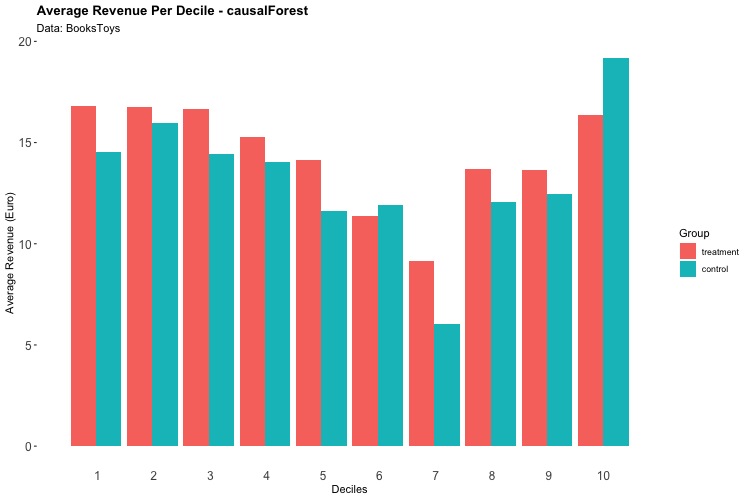 Average Revenue Per Decile - causalForest
Data: BooksToys
20
15
10
5
0
Average Revenue (Euro)
1 2 3 4 5 6 7 8 9 10
Deciles
Group
treatment
control